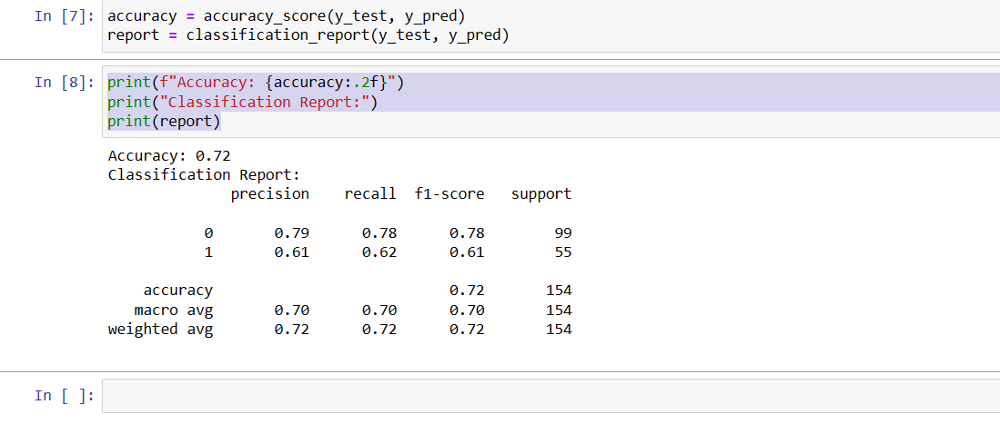 In [7]: accuracy = accuracy_score(y_test, y_pred)
report = classification_report(y_test, y_pred)
In [8]: print(f"Accuracy: {accuracy:.2f}")
print("Classification Report:")
print(report)
Accuracy: 0.72
Classification Report:
precision recall f1-score support
0 0.79 0.78 0.78 99
1 0.61 0.62 0.61 55
accuracy 0.72 154
macro avg 0.70 0.70 0.70 154
weighted avg 0.72 0.72 0.72 154
In [ ]: